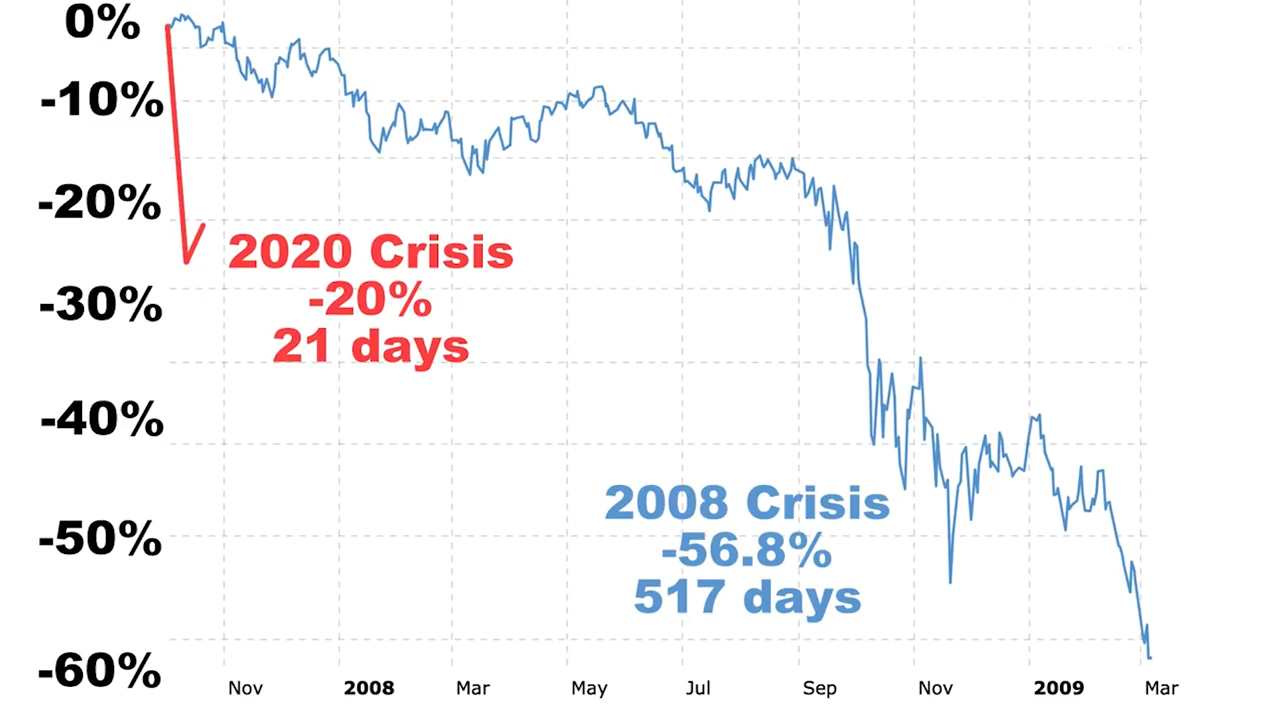 0%
-10%
-20%
-30%
-40%
-50%
-60%
2020 Crisis
-20%
21 days
2008 Crisis
-56.8%
517 days
Nov 2008 Mar May Jul Sep Nov 2009 Mar